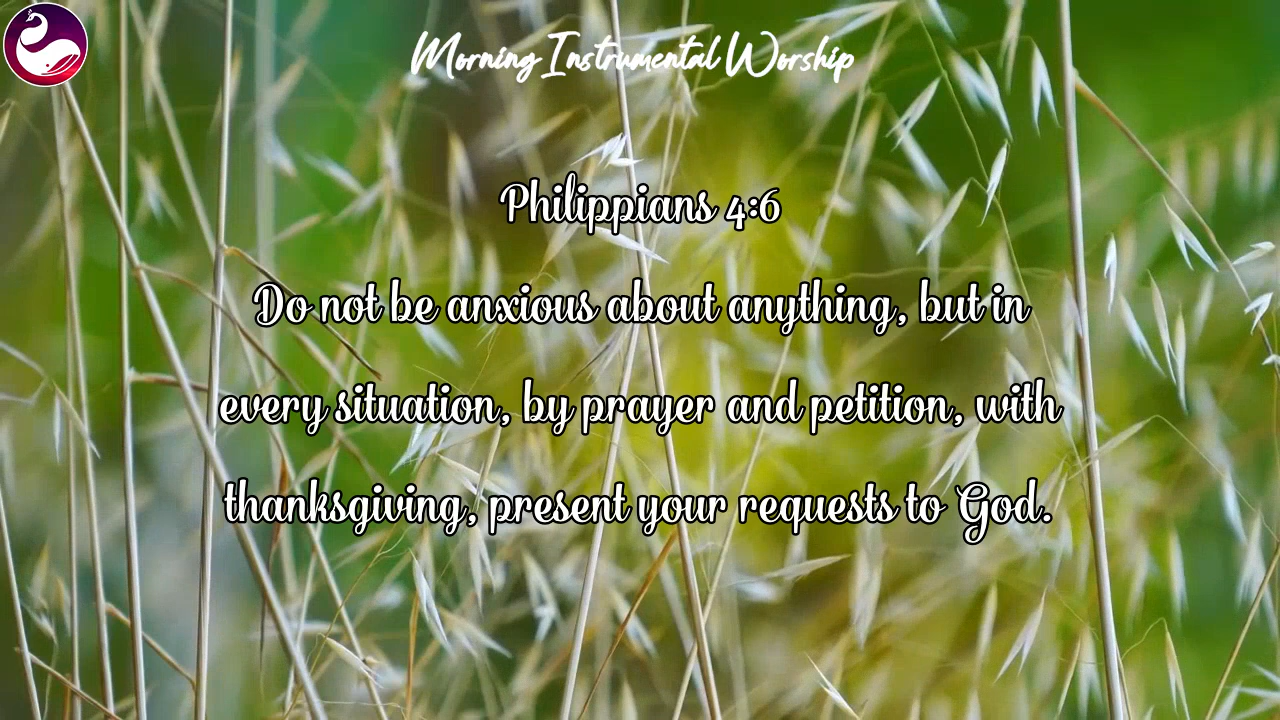 Morning Instrumental Worship
Philippians 4:6
Do not be anxious about anything, but in
every situation, by prayer and petition, with
thanksgiving, present your requests to God.